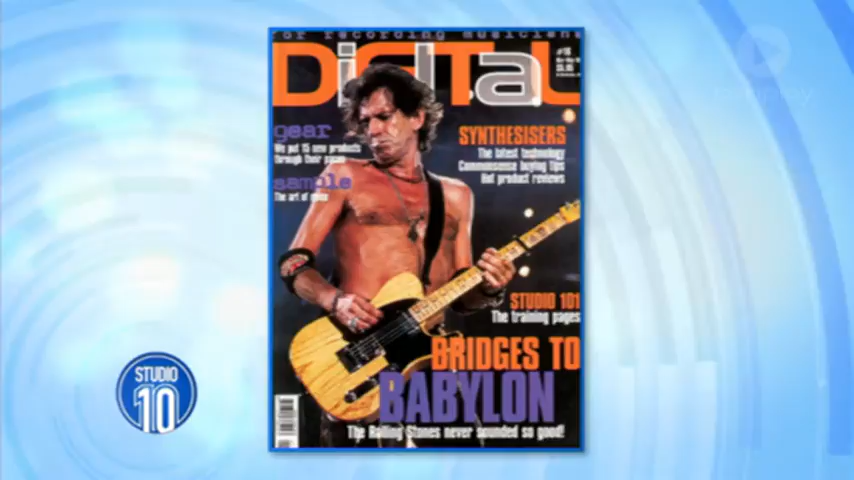 for recording musicians
DiGiTaL
#18
gear
We put 15 new products
through their paces
SYNTHESISERS
The latest technology
Commonsense buying tips
Hot product reviews
sample
The art of
STUDIO 101
The training pages
BRIDGES TO
BABYLON
The Rolling Stones never sounded so good!
STUDIO
10